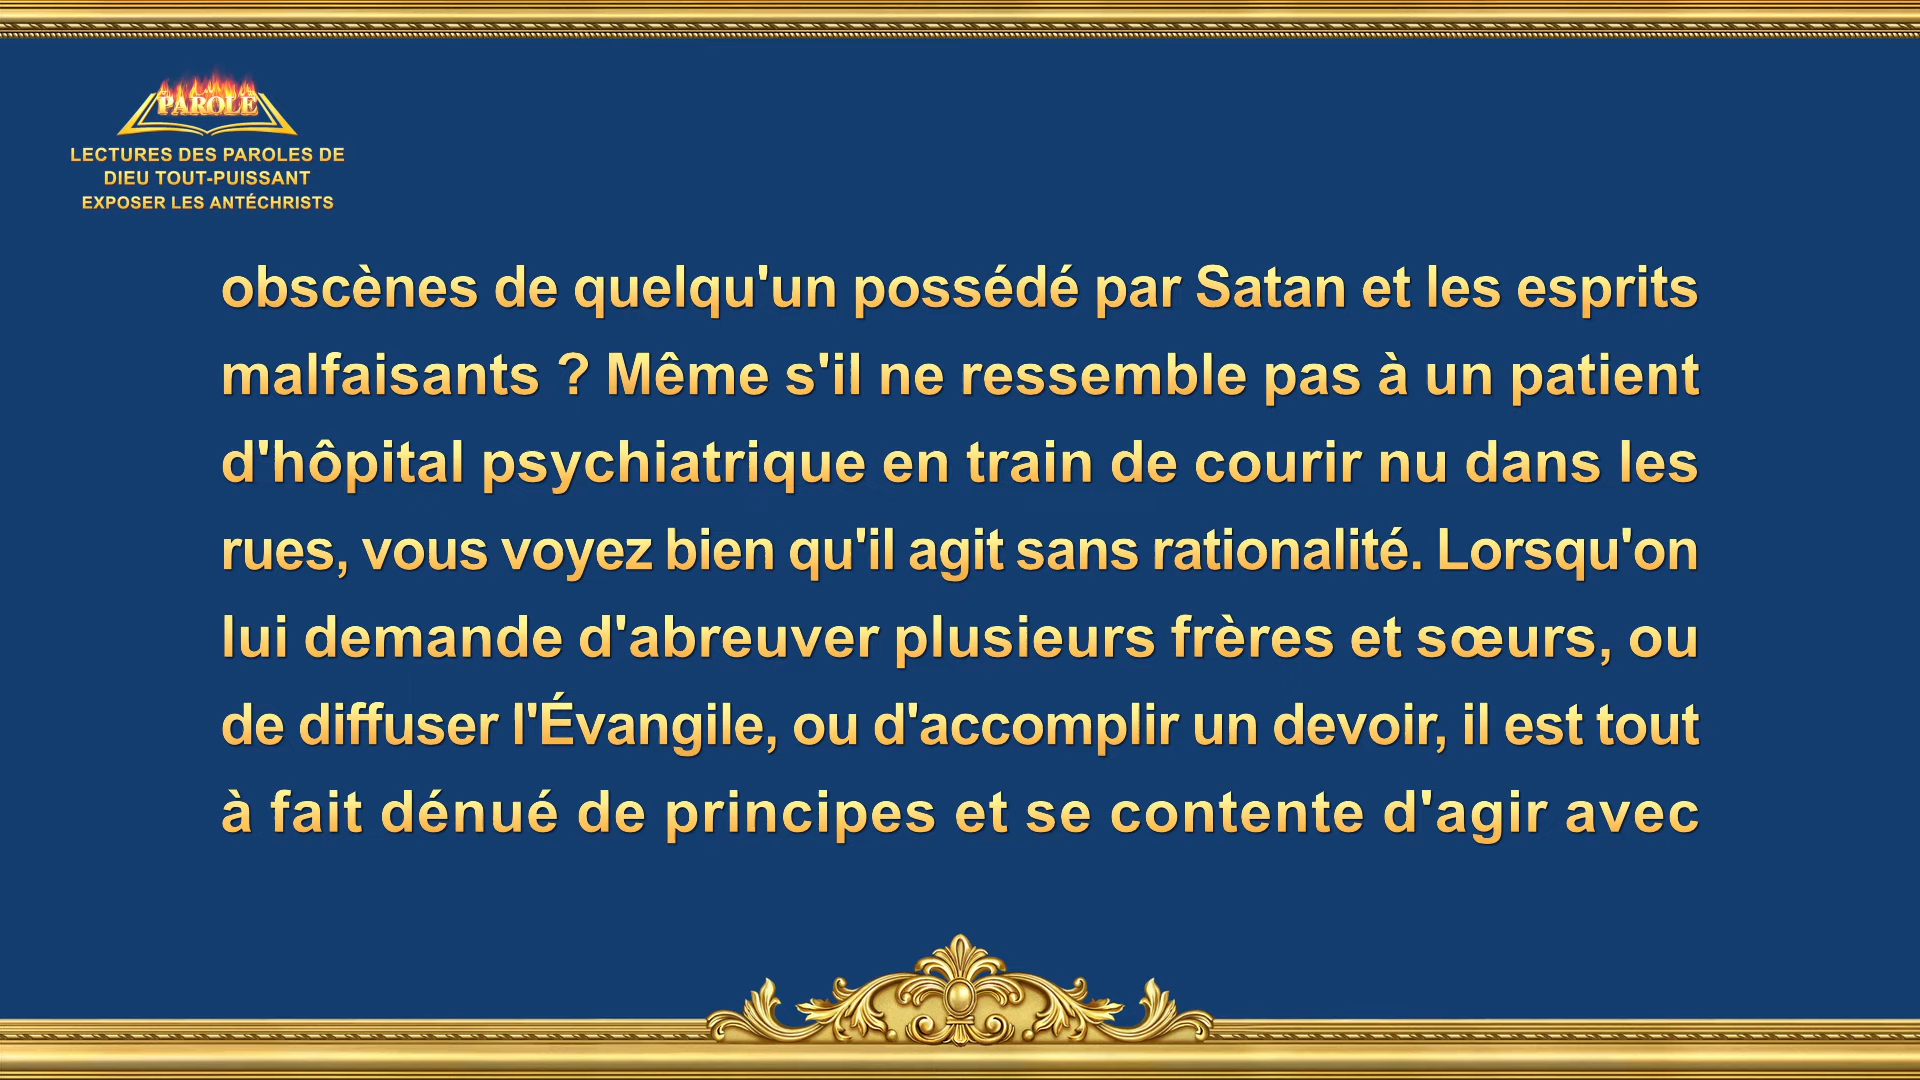 PAROLE
LECTURES DES PAROLES DE
DIEU TOUT-PUISSANT
EXPOSER LES ANTÉCHRISTS
obscènes de quelqu'un possédé par Satan et les esprits
malfaisants ? Même s'il ne ressemble pas à un patient
d'hôpital psychiatrique en train de courir nu dans les
rues, vous voyez bien qu'il agit sans rationalité. Lorsqu'on
lui demande d'abreuver plusieurs frères et sœurs, ou
de diffuser l'Évangile, ou d'accomplir un devoir, il est tout
à fait dénué de principes et se contente d'agir avec